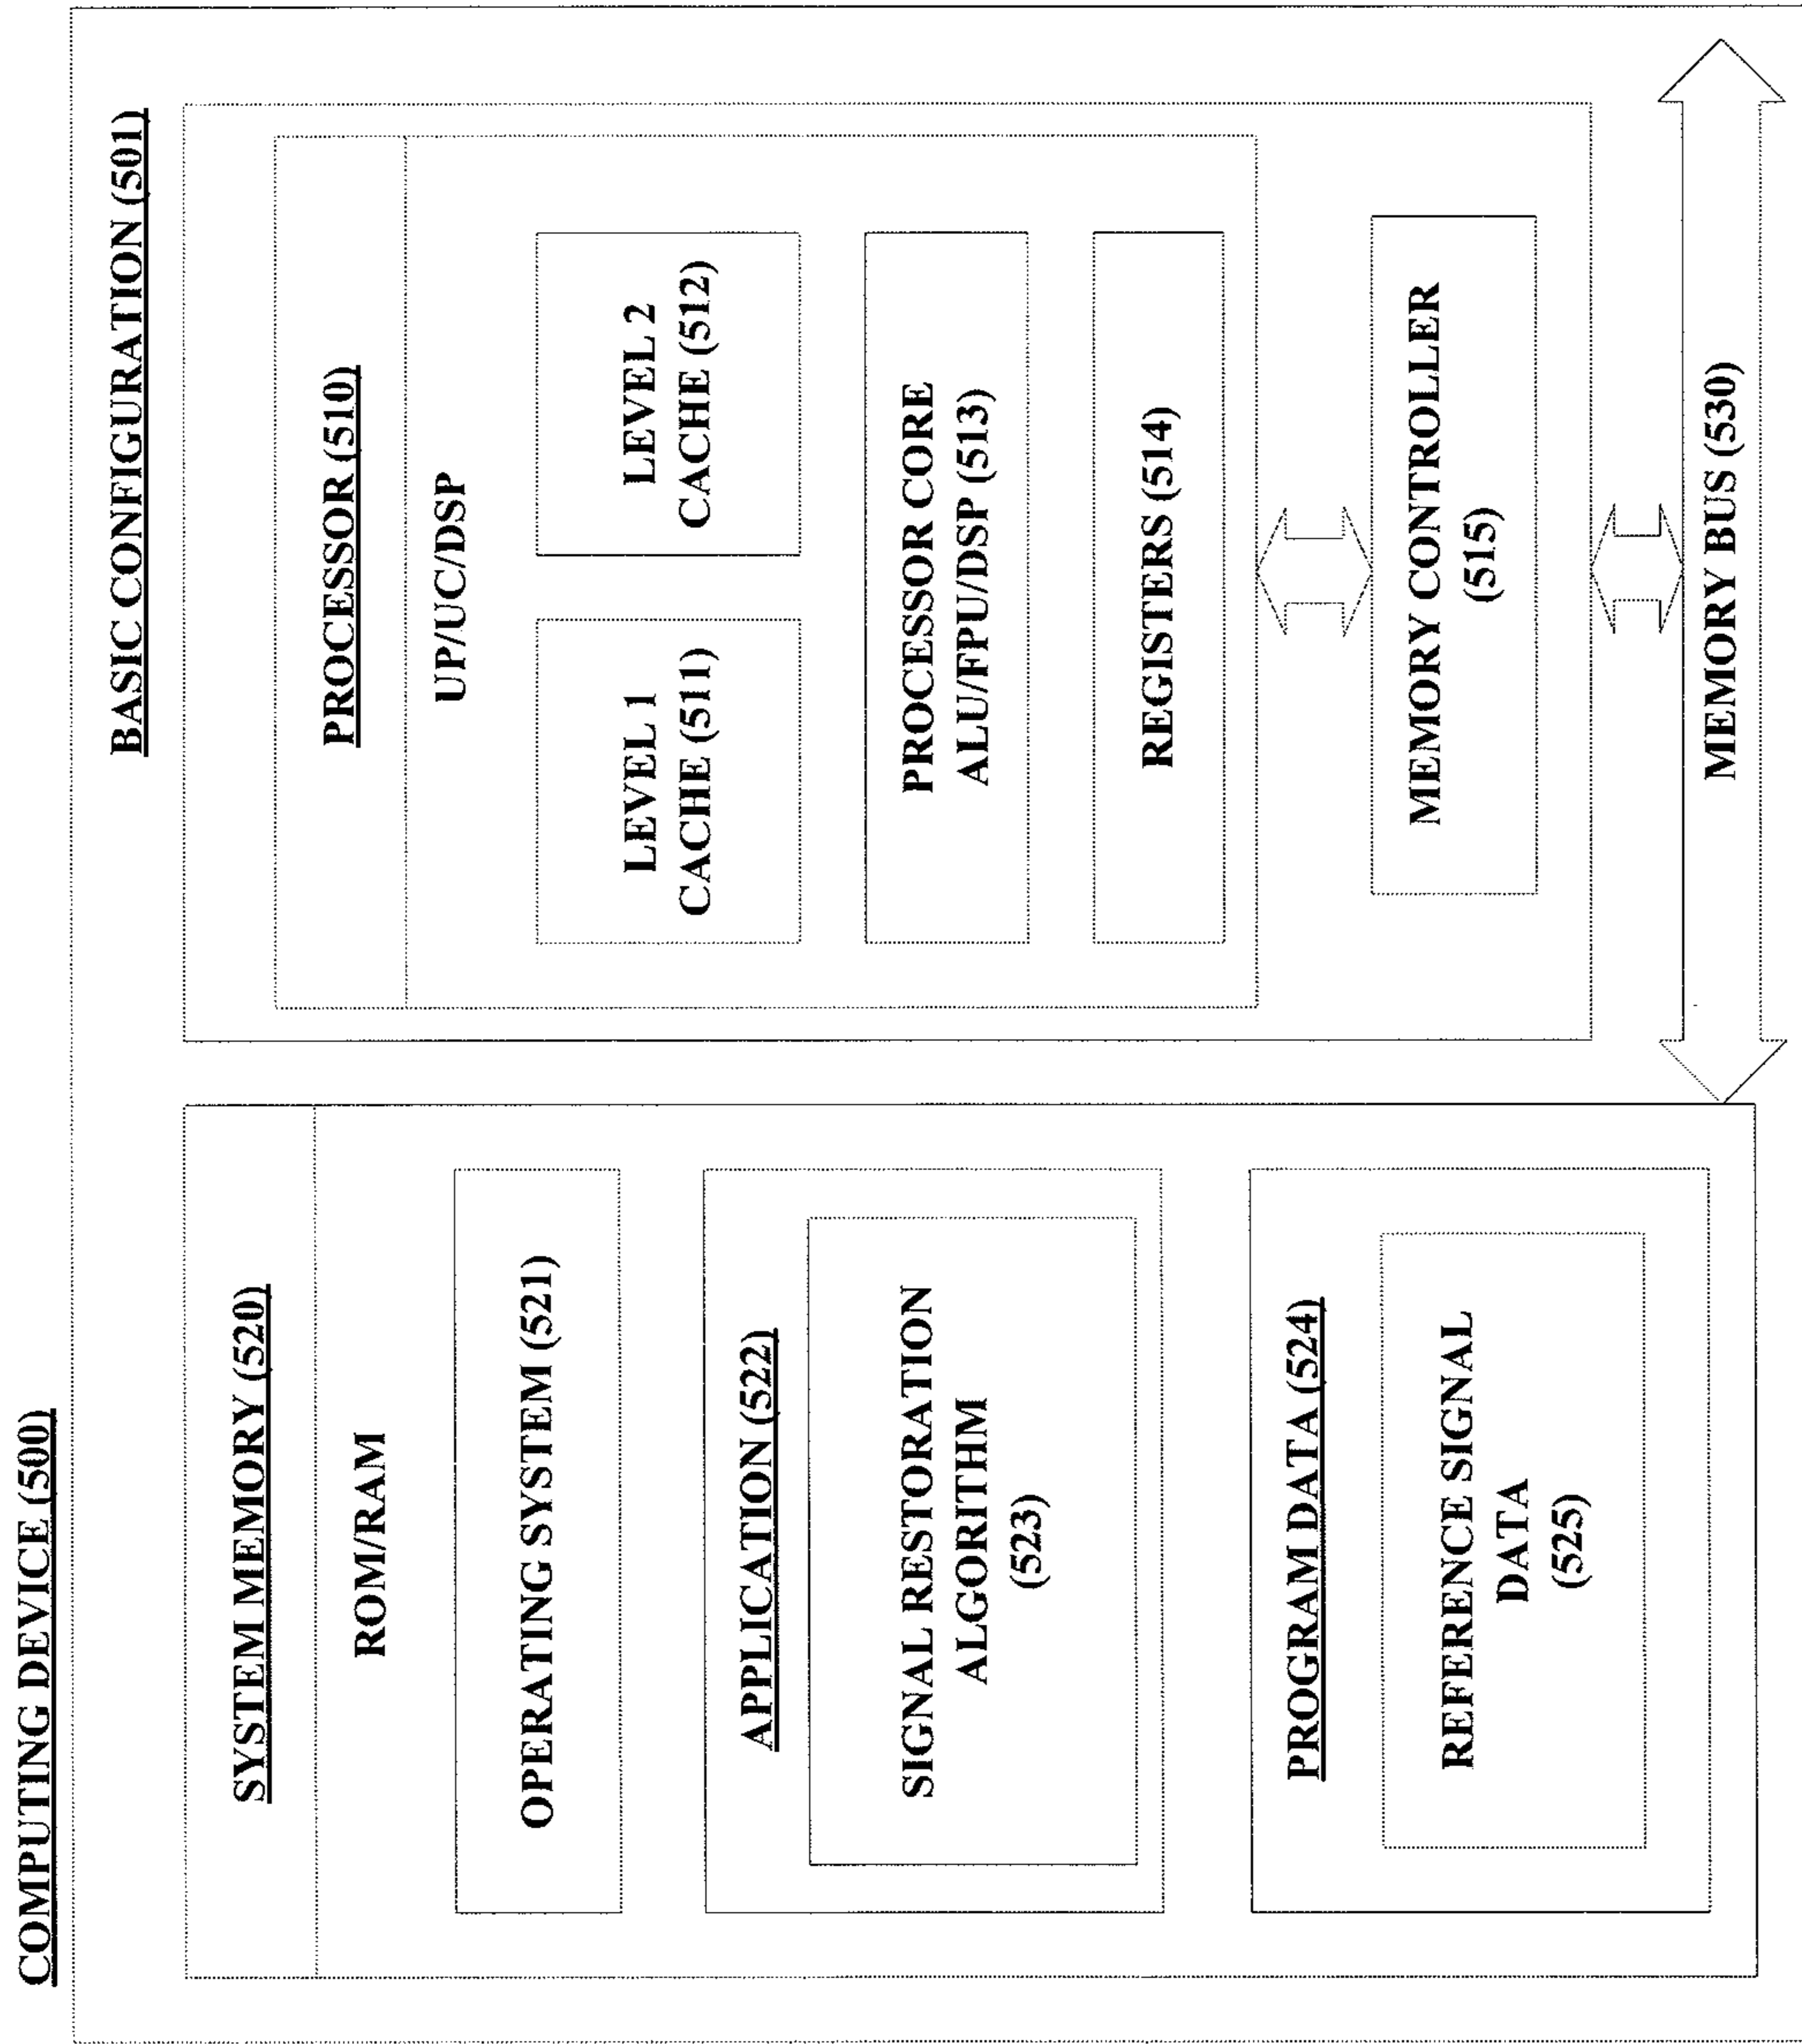 COMPUTING DEVICE (500)
BASIC CONFIGURATION (501)
SYSTEM MEMORY (520)
ROM/RAM
OPERATING SYSTEM (521)
APPLICATION (522)
SIGNAL RESTORATION
ALGORITHM
(523)
PROGRAM DATA (524)
REFERENCE SIGNAL
DATA
(525)
PROCESSOR (510)
UP/UC/DSP
LEVEL 1
CACHE (511)
LEVEL 2
CACHE (512)
PROCESSOR CORE
ALU/FPU/DSP (513)
REGISTERS (514)
MEMORY CONTROLLER
(515)
MEMORY BUS (530)